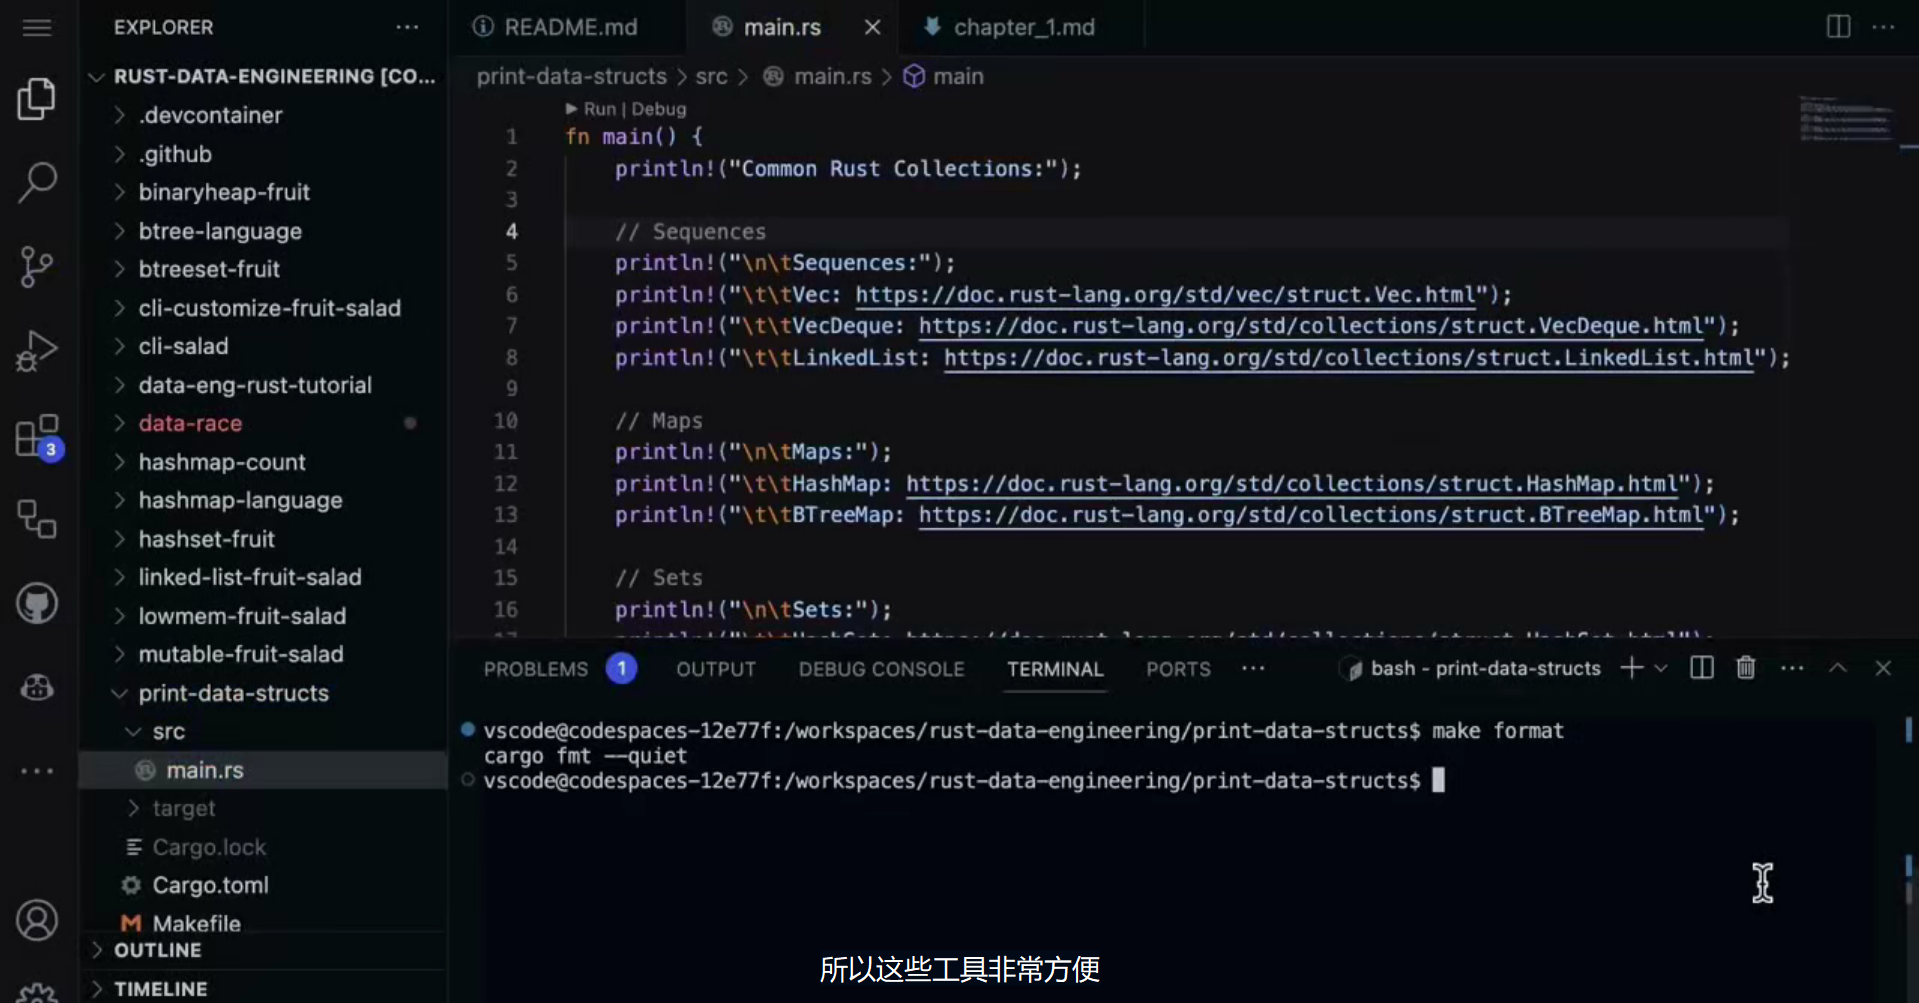 EXPLORER
RUST-DATA-ENGINEERING [CO...
.devcontainer
.github
binaryheap-fruit
btree-language
btreeset-fruit
cli-customize-fruit-salad
cli-salad
data-eng-rust-tutorial
data-race
hashmap-count
hashmap-language
hashset-fruit
linked-list-fruit-salad
lowmem-fruit-salad
mutable-fruit-salad
print-data-structs
src
main.rs
target
Cargo.lock
Cargo.toml
Makefile
OUTLINE
TIMELINE
3
README.md
main.rs
chapter_1.md
print-data-structs > src > main.rs > main
Run | Debug
1 fn main() {
2 println!("Common Rust Collections:");
3
4 // Sequences
5 println!("\n\tSequences:");
6 println!("\t\tVec: https://doc.rust-lang.org/std/vec/struct.Vec.html");
7 println!("\t\tVecDeque: https://doc.rust-lang.org/std/collections/struct.VecDeque.html");
8 println!("\t\tLinkedList: https://doc.rust-lang.org/std/collections/struct.LinkedList.html");
9
10 // Maps
11 println!("\n\tMaps:");
12 println!("\t\tHashMap: https://doc.rust-lang.org/std/collections/struct.HashMap.html");
13 println!("\t\tBTreeMap: https://doc.rust-lang.org/std/collections/struct.BTreeMap.html");
14
15 // Sets
16 println!("\n\tSets:");
PROBLEMS 1 OUTPUT DEBUG CONSOLE TERMINAL PORTS ··· bash - print-data-structs
vscode@codespaces-12e77f:/workspaces/rust-data-engineering/print-data-structs$ make format
cargo fmt --quiet
vscode@codespaces-12e77f:/workspaces/rust-data-engineering/print-data-structs$
所以这些工具非常方便